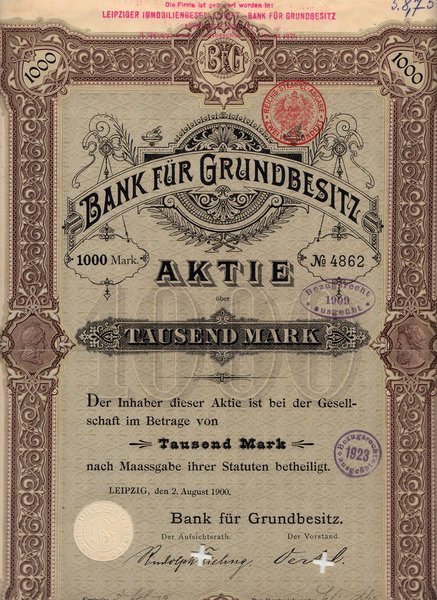 Die Firma ist geändert worden in:
LEIPZIGER IMMOBILIENGESELLSCHAFT—BANK FÜR GRUNDBESITZ
1000
BfG
1000
BANK FÜR GRUNDBESITZ
1000 Mark.
AKTIE
№ 4862
über
Bezugsrecht
1909
ausgeübt
TAUSEND MARK
1000
Der Inhaber dieser Aktie ist bei der Gesell-
schaft im Betrage von
Tausend Mark
nach Maassgabe ihrer Statuten betheiligt.
Bezugsrecht
1923
ausgeübt
LEIPZIG, den 2. August 1900.
Bank für Grundbesitz.
Der Aufsichtsrath.
Der Vorstand.